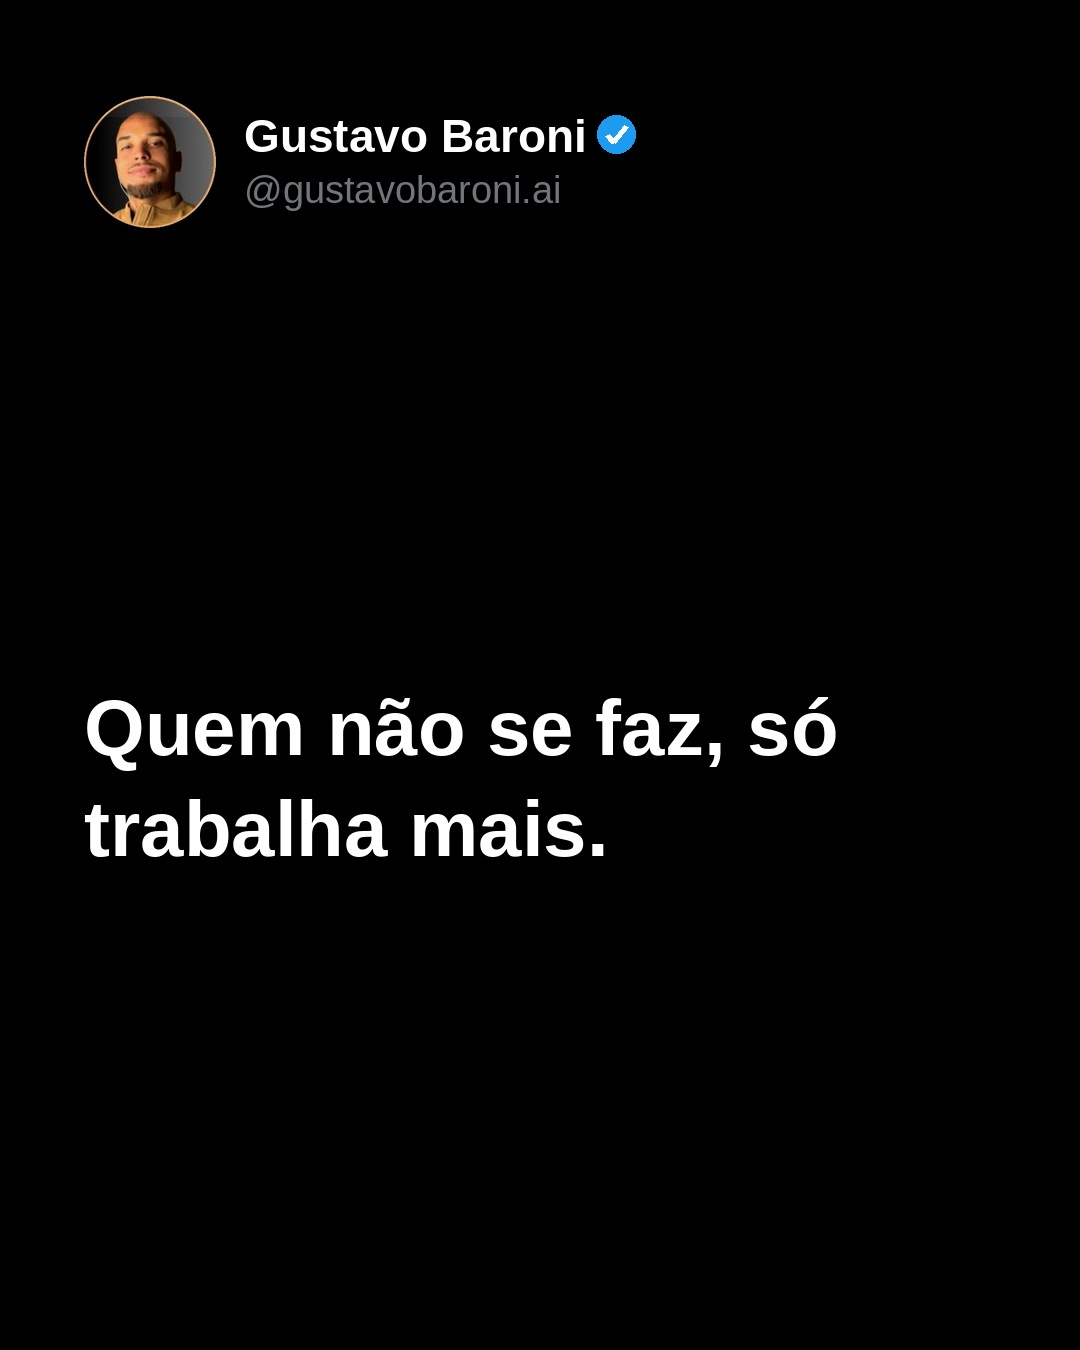 Gustavo Baroni
@gustavobaroni.ai
Quem não se faz, só
trabalha mais.